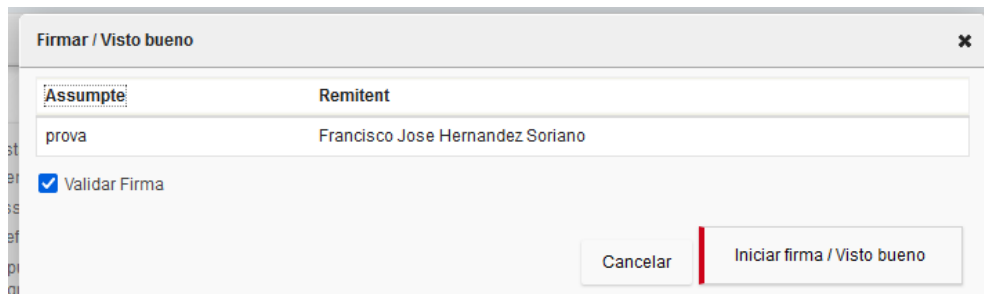 Firmar / Visto bueno
Assumpte Remitent
prova Francisco Jose Hernandez Soriano
Validar Firma
Cancelar Iniciar firma / Visto bueno